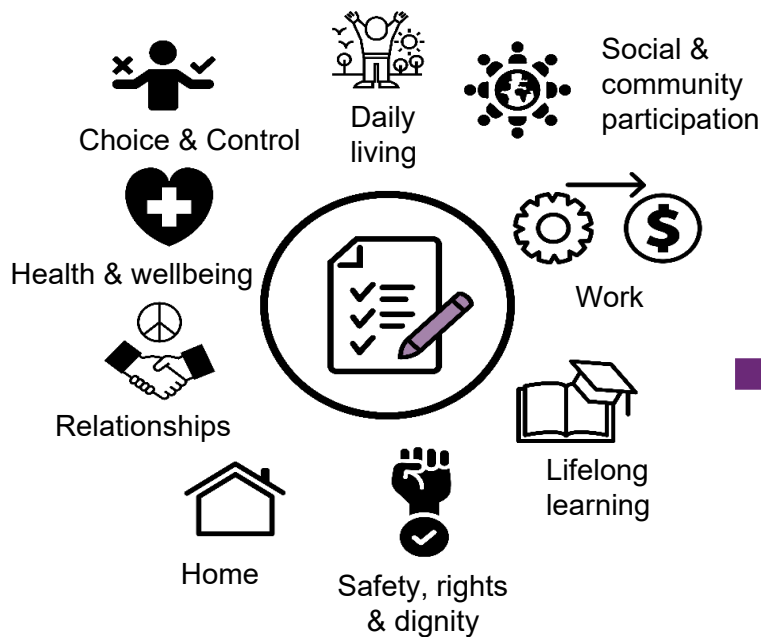 Choice & Control
Daily
living
Social &
community
participation
Health & wellbeing
$
Work
Relationships
Lifelong
learning
Home
Safety, rights
& dignity